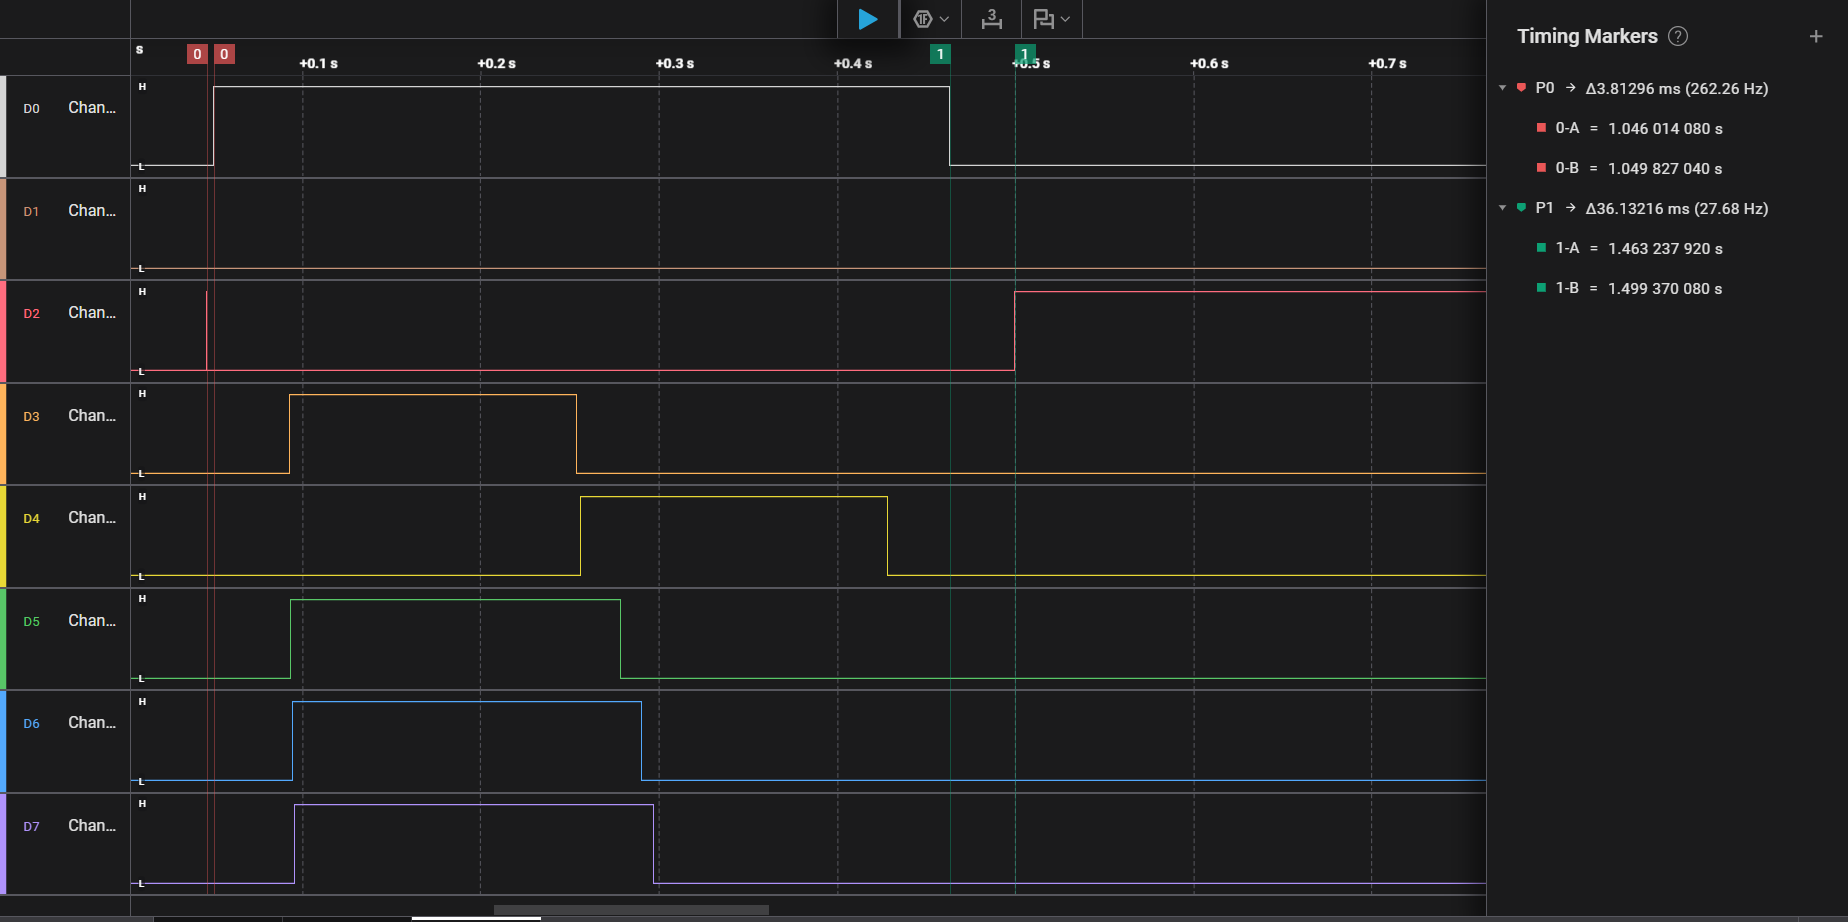 3
s
0 0 1 1
+0.1 s +0.2 s +0.3 s +0.4 s +0.5 s +0.6 s +0.7 s
H
D0 Chan...
L
H
D1 Chan...
L
H
D2 Chan...
L
H
D3 Chan...
L
H
D4 Chan...
L
H
D5 Chan...
L
H
D6 Chan...
L
H
D7 Chan...
L
Timing Markers ? +
P0 → Δ3.81296 ms (262.26 Hz)
0-A = 1.046 014 080 s
0-B = 1.049 827 040 s
P1 → Δ36.13216 ms (27.68 Hz)
1-A = 1.463 237 920 s
1-B = 1.499 370 080 s